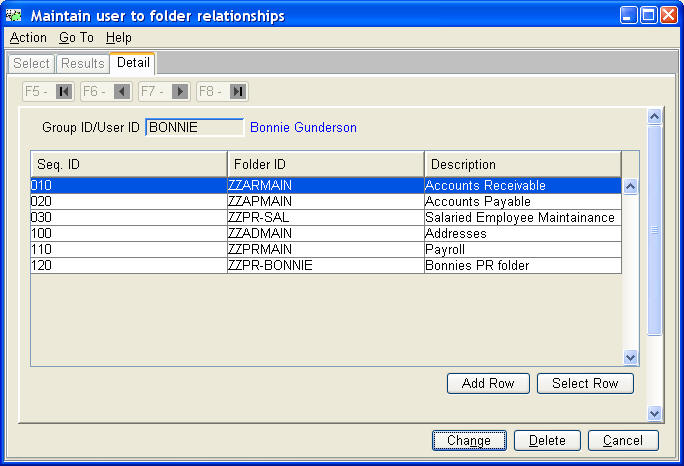 Maintain user to folder relationships
Action Go To Help
Select Results Detail
F5 - F6 - F7 - F8 -
Group ID/User ID BONNIE Bonnie Gunderson
Seq. ID Folder ID Description
010 ZZARMAIN Accounts Receivable
020 ZZAPMAIN Accounts Payable
030 ZZPR-SAL Salaried Employee Maintainance
100 ZZADMAIN Addresses
110 ZZPRMAIN Payroll
120 ZZPR-BONNIE Bonnies PR folder
Add Row Select Row
Change Delete Cancel